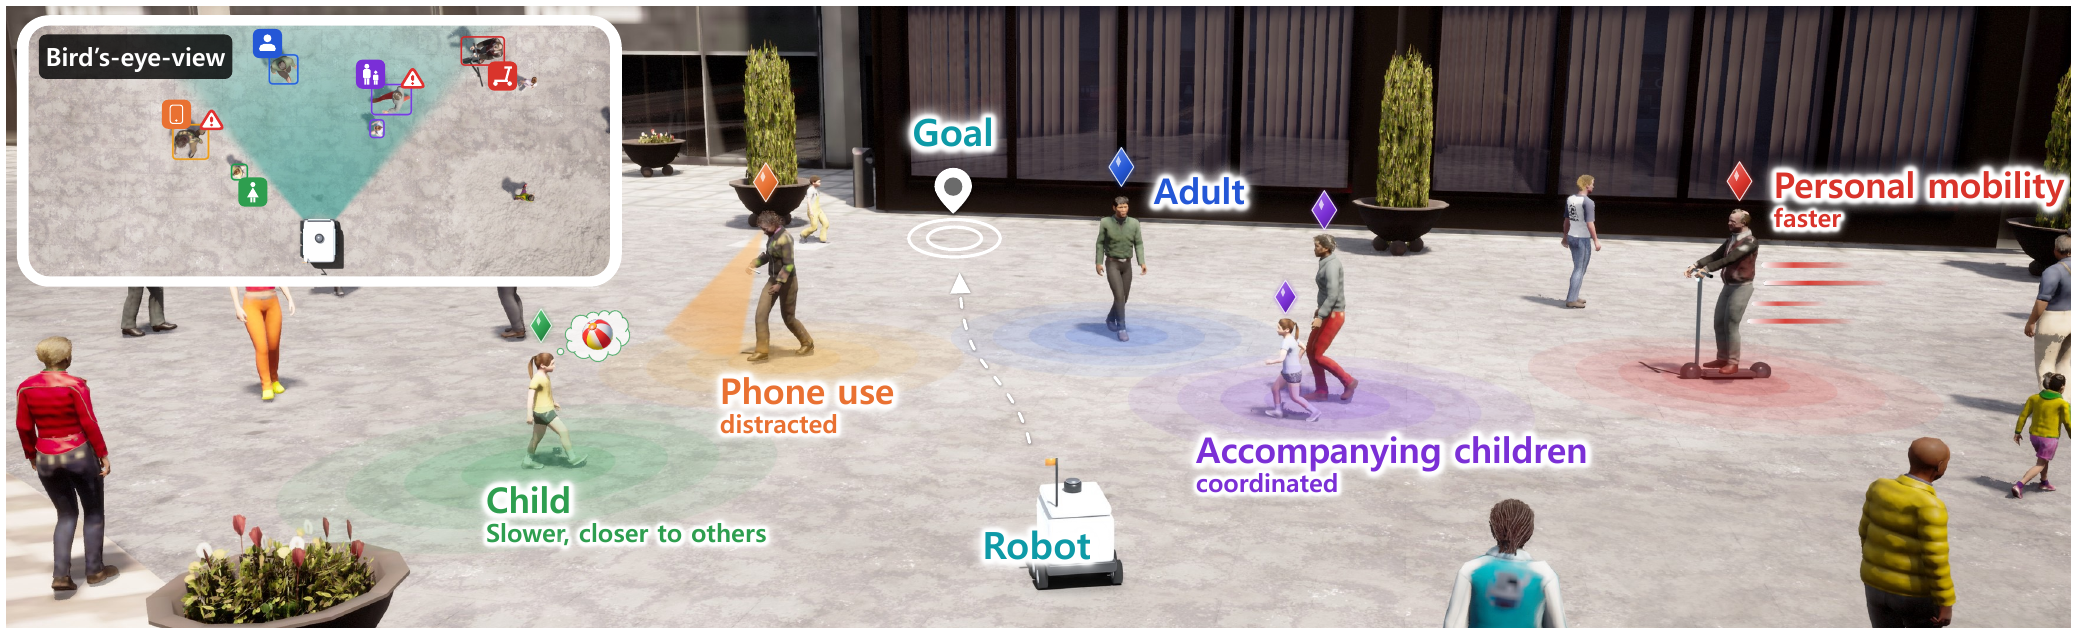 Bird's-eye-view
Goal
Adult
Personal mobility
faster
Phone use
distracted
Accompanying children
coordinated
Child
Slower, closer to others
Robot